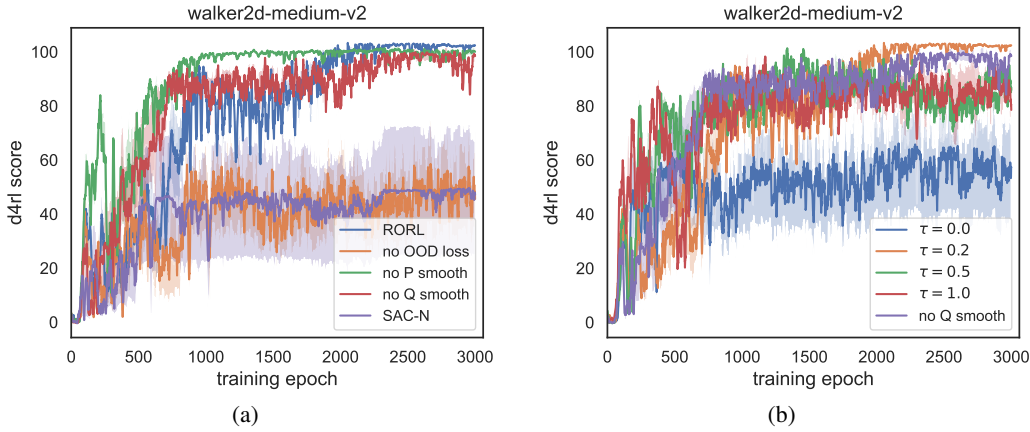 walker2d-medium-v2
d4rl score
100
80
60
40
20
0
RORL
no OOD loss
no P smooth
no Q smooth
SAC-N
0 500 1000 1500 2000 2500 3000
training epoch
(a)
walker2d-medium-v2
d4rl score
100
80
60
40
20
0
τ = 0.0
τ = 0.2
τ = 0.5
τ = 1.0
no Q smooth
0 500 1000 1500 2000 2500 3000
training epoch
(b)